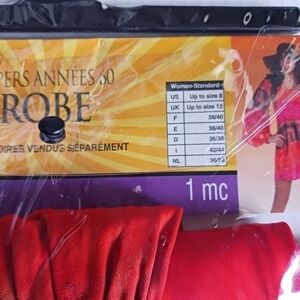 PERS ANNÉES 60
ROBE
OIRES VENDUS SÉPARÉMENT
Women-Standard
US Up to size 8
UK Up to size 12
F 38/40
E 38/40
D 36/38
I 42/44
NL 36/38
1 mc